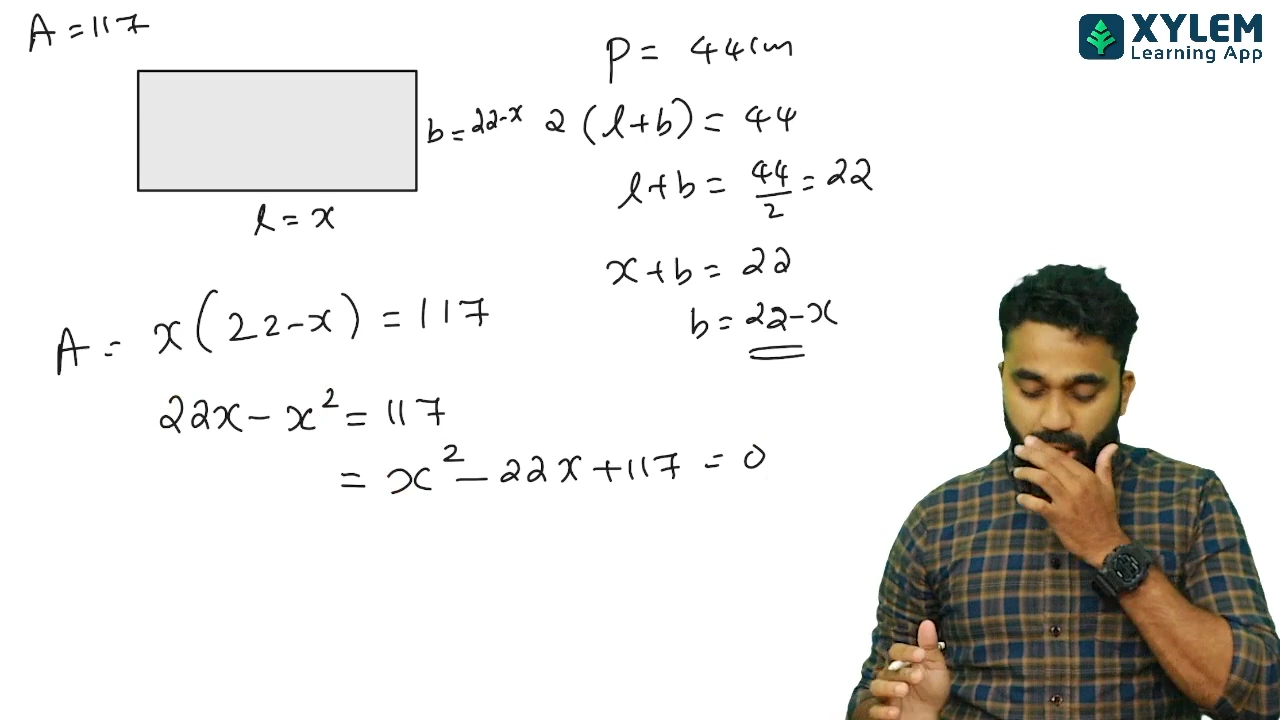 A = 117
XYLEM
Learning App
P = 44cm
b = 22-x
2 (l+b) = 44
l+b = 44/2 = 22
l = x
x+b = 22
b = 22-x
A = x(22-x) = 117
22x - x² = 117
= x² - 22x + 117 = 0